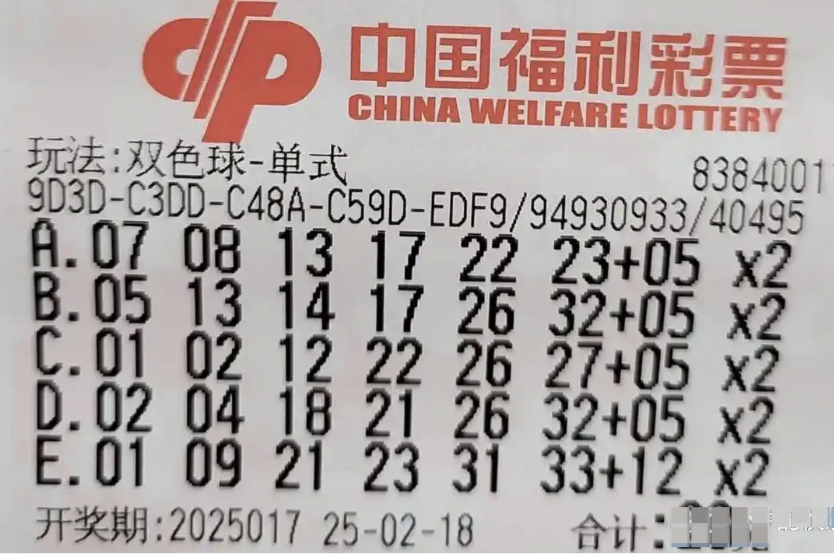 中国福利彩票
CHINA WELFARE LOTTERY
玩法:双色球-单式 8384001
9D3D-C3DD-C48A-C59D-EDF9/94930933/40495
A.07 08 13 17 22 23+05 x2
B.05 13 14 17 26 32+05 x2
C.01 02 12 22 26 27+05 x2
D.02 04 18 21 26 32+05 x2
E.01 09 21 23 31 33+12 x2
开奖期:2025017 25-02-18 合计: